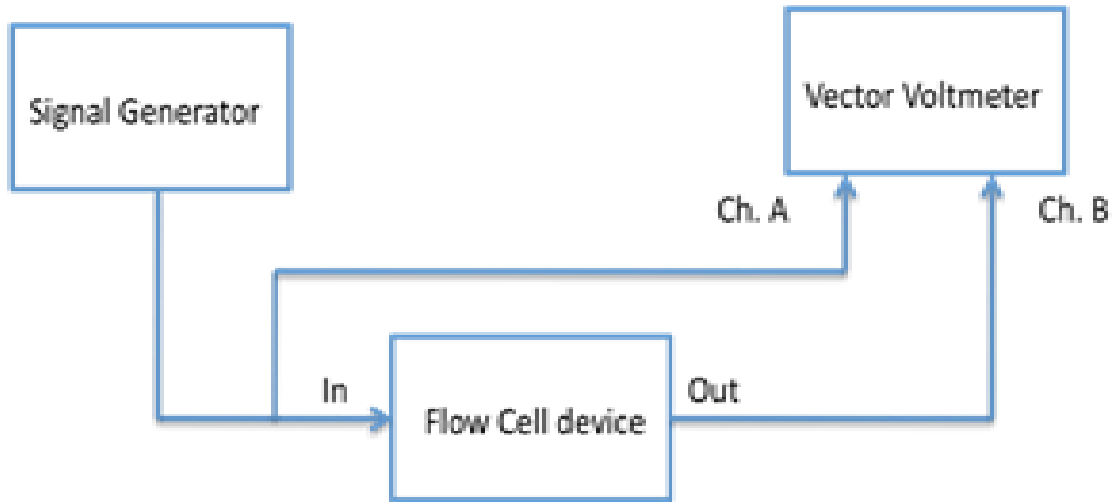 Signal Generator
Vector Voltmeter
Ch. A
Ch. B
In
Out
Flow Cell device